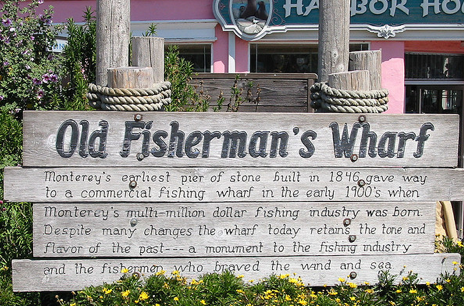 HARBOR HO
Old Fisherman's Wharf
Monterey's earliest pier of stone built in 1846 gave way
to a commercial fishing wharf in the early 1900's when
Monterey's multi-million dollar fishing industry was born.
Despite many changes the wharf today retains the tone and
flavor of the past---a monument to the fishing industry
and the fishermen who braved the wind and sea